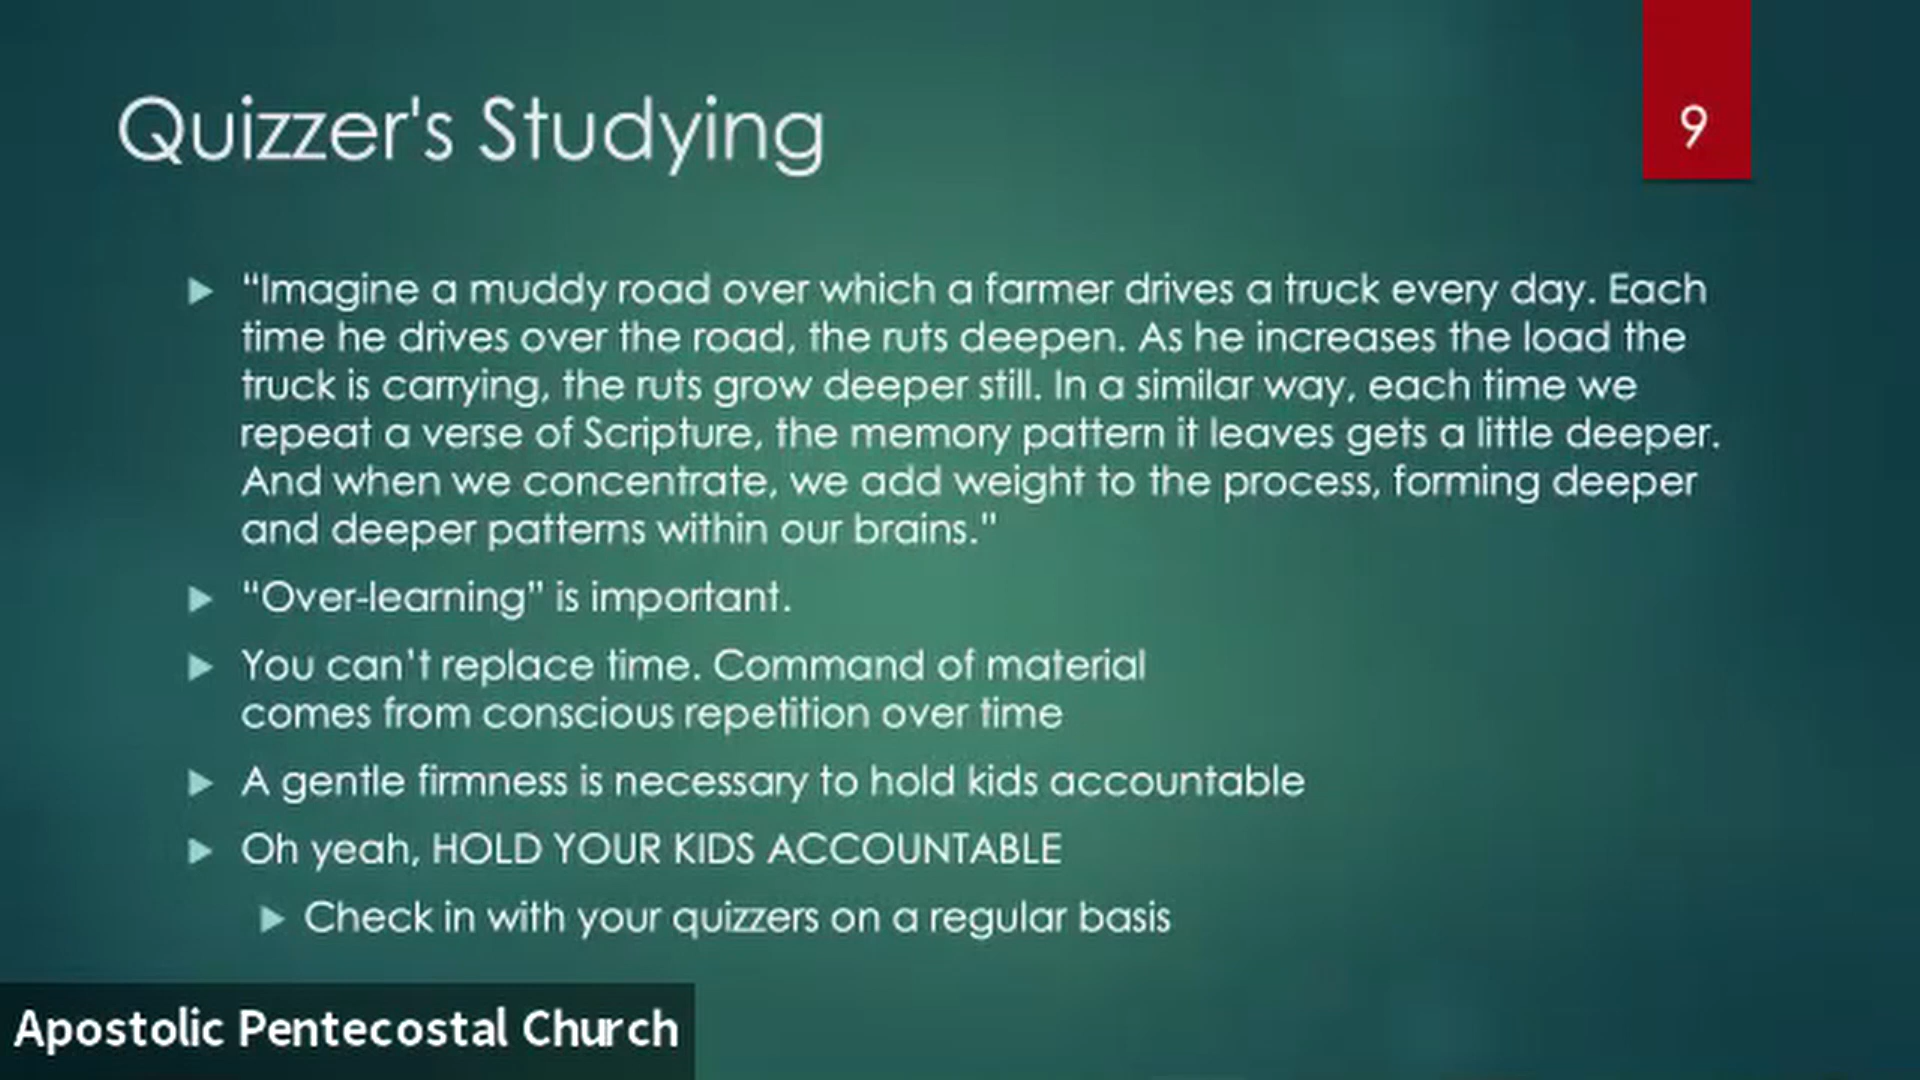 Quizzer's Studying
9
“Imagine a muddy road over which a farmer drives a truck every day. Each
time he drives over the road, the ruts deepen. As he increases the load the
truck is carrying, the ruts grow deeper still. In a similar way, each time we
repeat a verse of Scripture, the memory pattern it leaves gets a little deeper.
And when we concentrate, we add weight to the process, forming deeper
and deeper patterns within our brains."
“Over-learning” is important.
You can’t replace time. Command of material
comes from conscious repetition over time
A gentle firmness is necessary to hold kids accountable
Oh yeah, HOLD YOUR KIDS ACCOUNTABLE
Check in with your quizzers on a regular basis
Apostolic Pentecostal Church